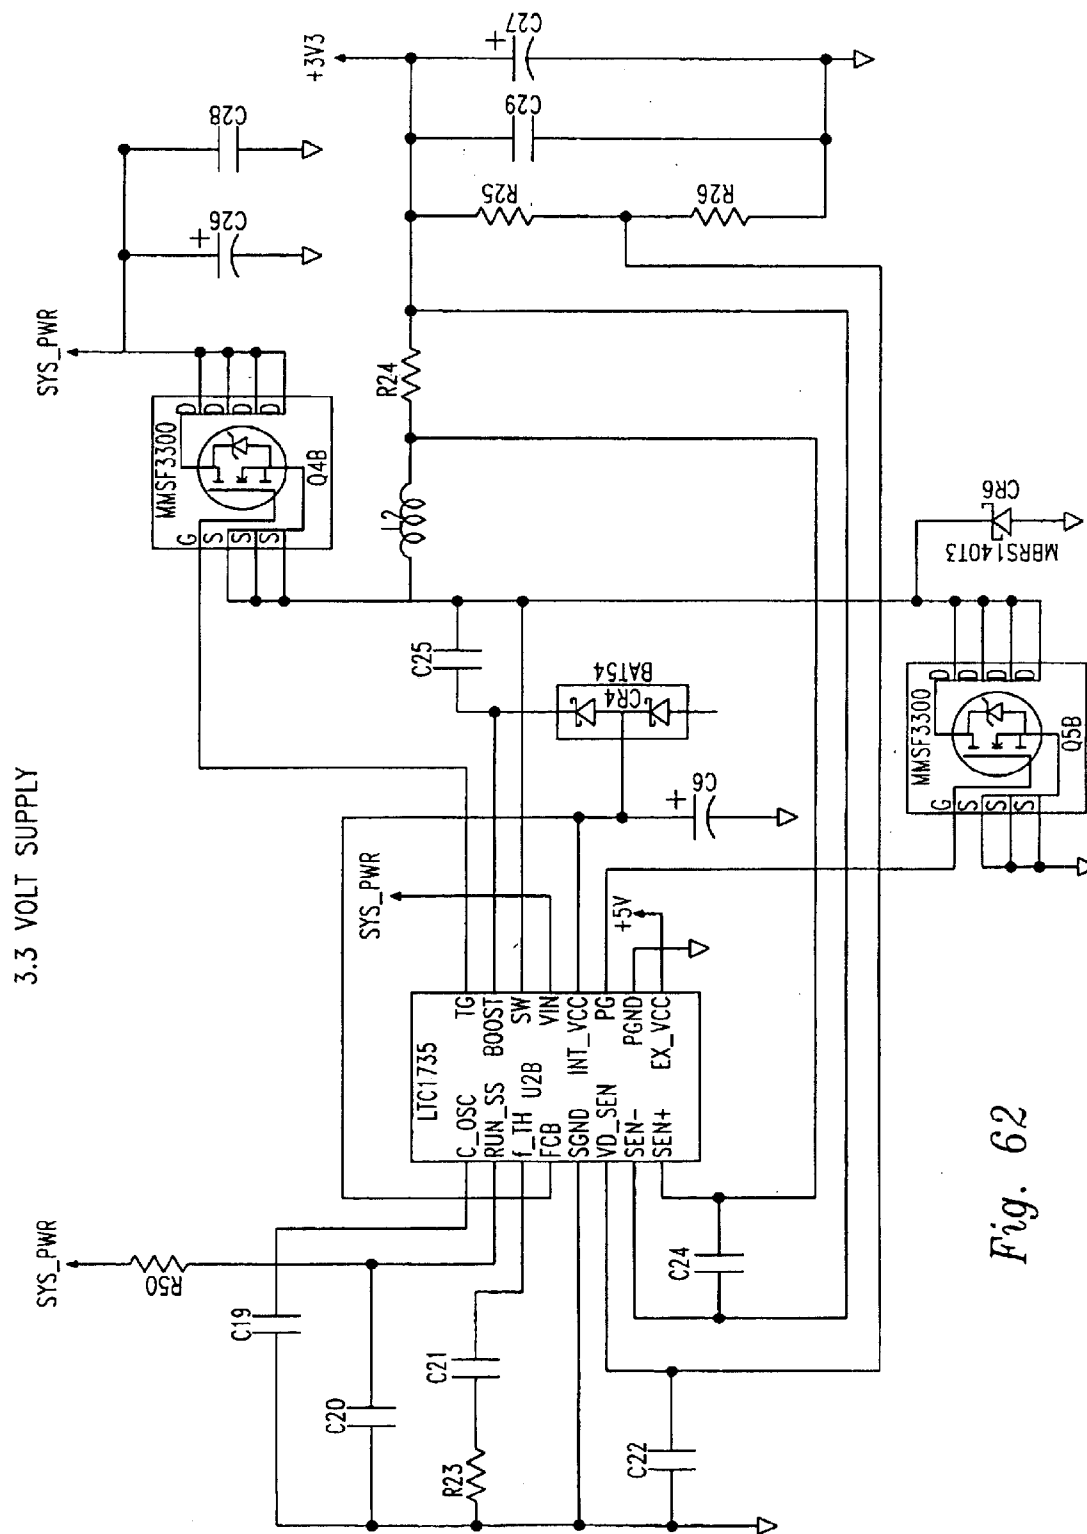 3.3 VOLT SUPPLY
SYS_PWR
R50
C19
C20
C21
R23
C22
C24
LTC1735
U2B
C_OSC
RUN_SS
f_TH
FCB
SGND
VD_SEN
SEN-
SEN+
TG
BOOST
SW
VIN
INT_VCC
PG
PGND
EX_VCC
SYS_PWR
+5V
C6
+
CR4
BAT54
C25
L2
R24
MMSF3300
Q4B
G
S
S
S
D
D
D
D
SYS_PWR
C26
+
C28
+3V3
C27
+
C29
R25
R26
MMSF3300
Q5B
G
S
S
S
D
D
D
D
CR6
MBRS140T3
Fig. 62